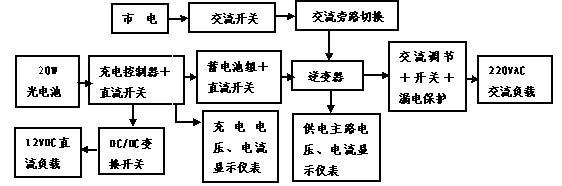 市 电
交流开关
交流旁路切换
20W
光电池
充电控制器＋
直流开关
蓄电池组＋
直流开关
逆变器
交流调节
＋开关＋
漏电保护
220VAC
交流负载
12VDC直
流负载
DC/DC变
换开关
充 电 电
压、电流
显示仪表
供电主路电
压、电流显
示仪表